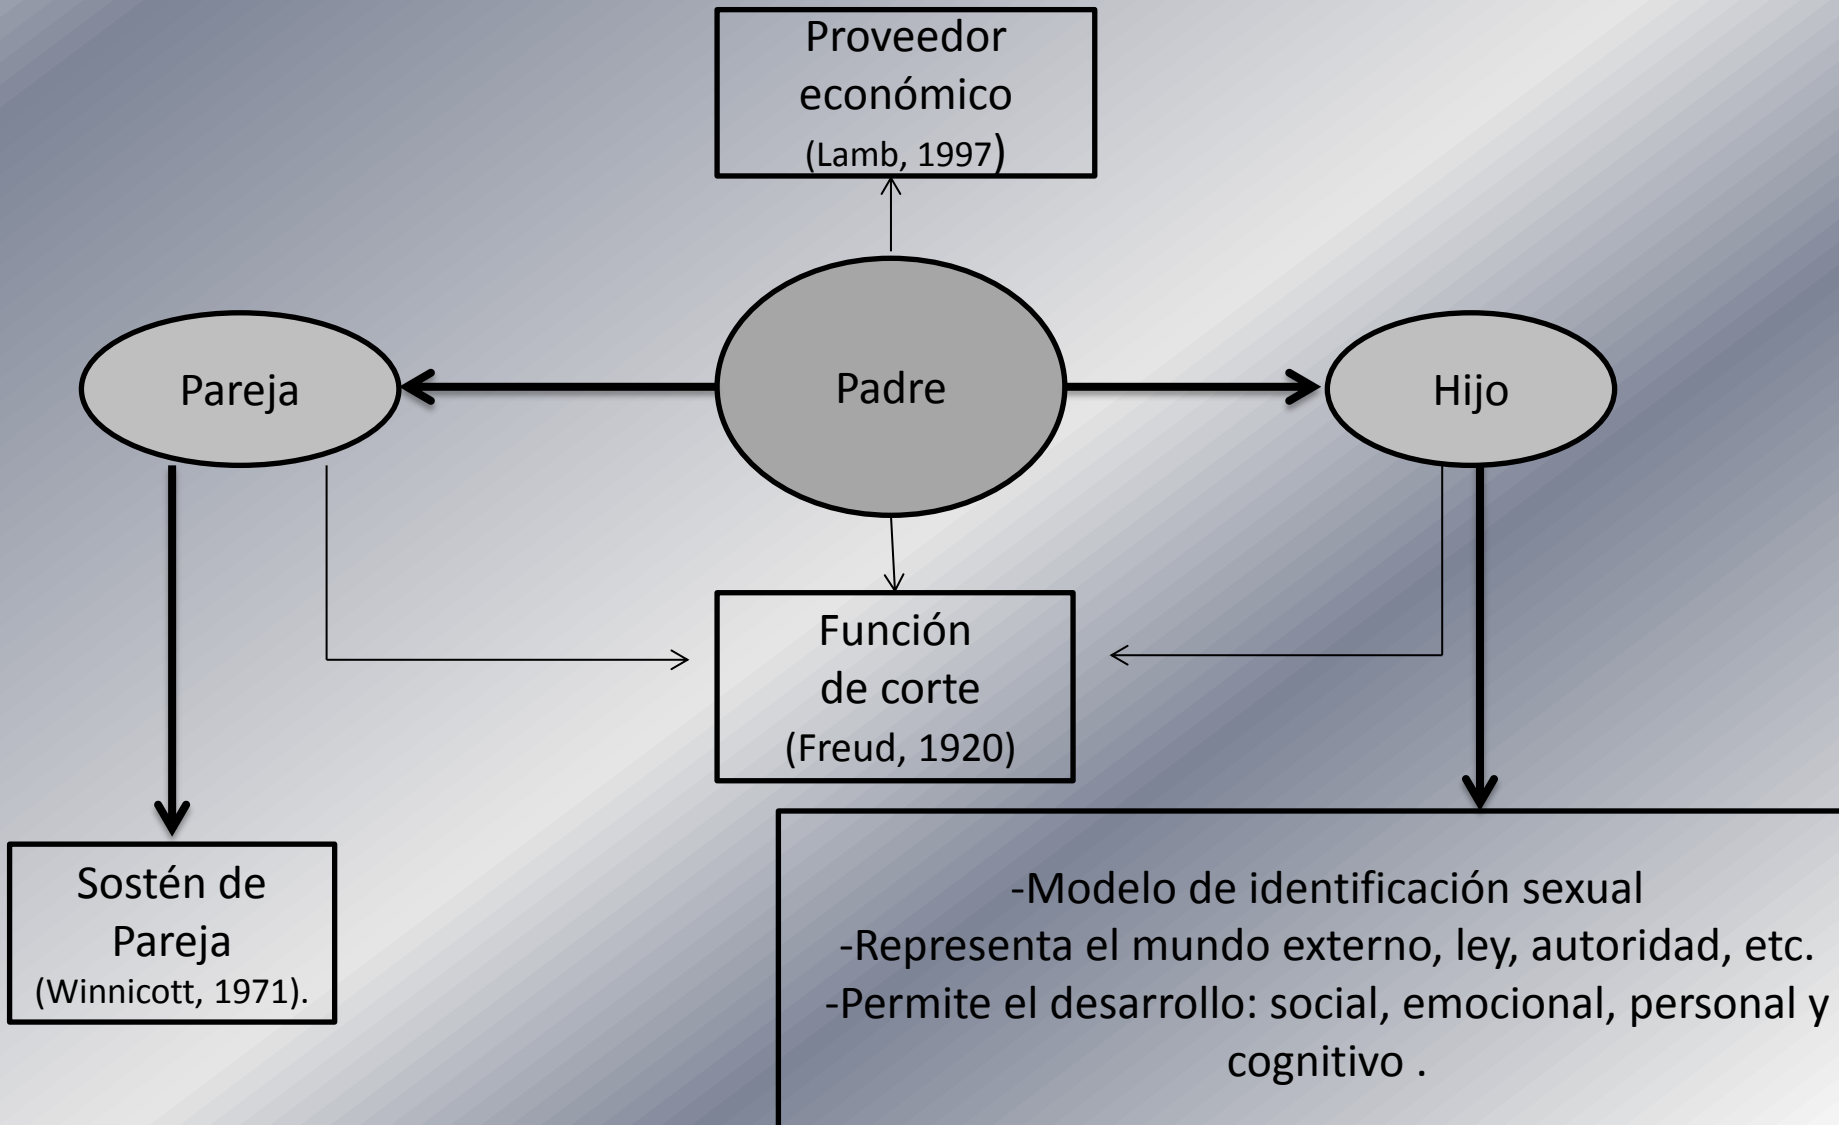 Proveedor
económico
(Lamb, 1997)
Pareja
Padre
Hijo
Función
de corte
(Freud, 1920)
Sostén de
Pareja
(Winnicott, 1971).
-Modelo de identificación sexual
-Representa el mundo externo, ley, autoridad, etc.
-Permite el desarrollo: social, emocional, personal y
cognitivo .